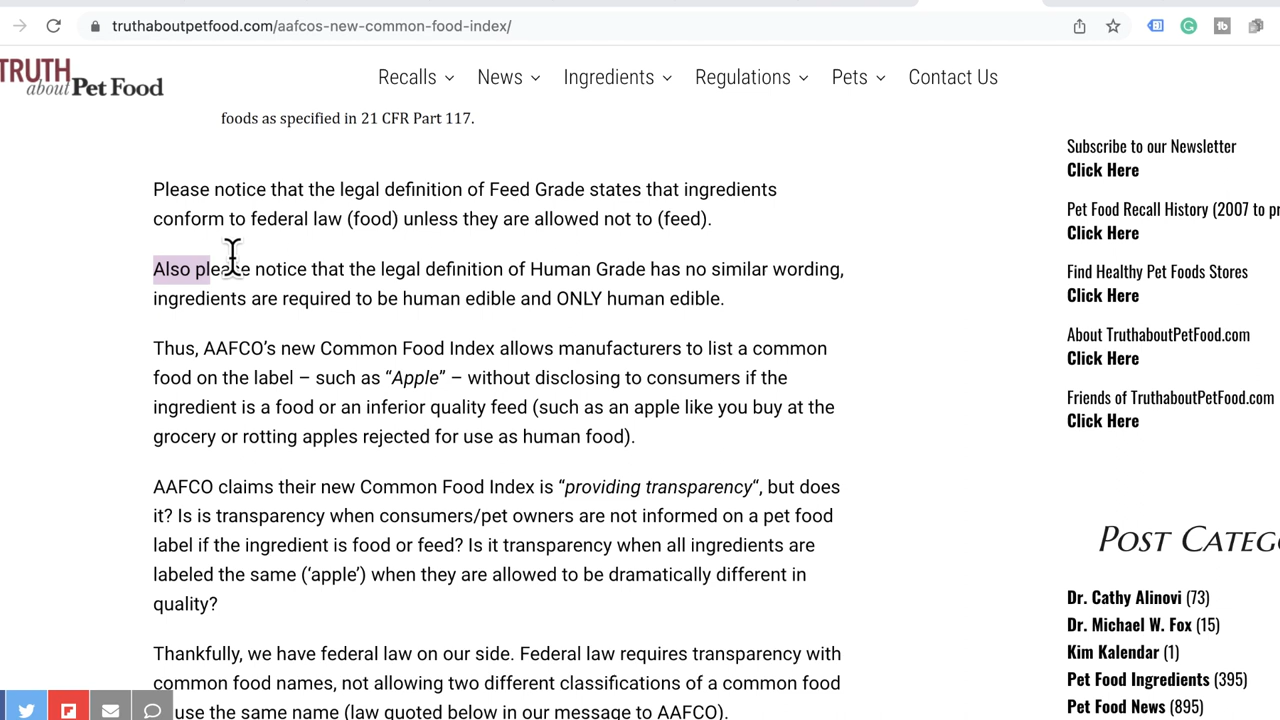 truthaboutpetfood.com/aafcos-new-common-food-index/
TRUTH
about Pet Food
Recalls
News
Ingredients
Regulations
Pets
Contact Us
foods as specified in 21 CFR Part 117.
Please notice that the legal definition of Feed Grade states that ingredients
conform to federal law (food) unless they are allowed not to (feed).
Also please notice that the legal definition of Human Grade has no similar wording,
ingredients are required to be human edible and ONLY human edible.
Thus, AAFCO’s new Common Food Index allows manufacturers to list a common
food on the label – such as “Apple” – without disclosing to consumers if the
ingredient is a food or an inferior quality feed (such as an apple like you buy at the
grocery or rotting apples rejected for use as human food).
AAFCO claims their new Common Food Index is “providing transparency“, but does
it? Is is transparency when consumers/pet owners are not informed on a pet food
label if the ingredient is food or feed? Is it transparency when all ingredients are
labeled the same (‘apple’) when they are allowed to be dramatically different in
quality?
Thankfully, we have federal law on our side. Federal law requires transparency with
common food names, not allowing two different classifications of a common food
use the same name (law quoted below in our message to AAFCO).
Subscribe to our Newsletter
Click Here
Pet Food Recall History (2007 to pr
Click Here
Find Healthy Pet Foods Stores
Click Here
About TruthaboutPetFood.com
Click Here
Friends of TruthaboutPetFood.com
Click Here
POST CATEG
Dr. Cathy Alinovi (73)
Dr. Michael W. Fox (15)
Kim Kalendar (1)
Pet Food Ingredients (395)
Pet Food News (895)